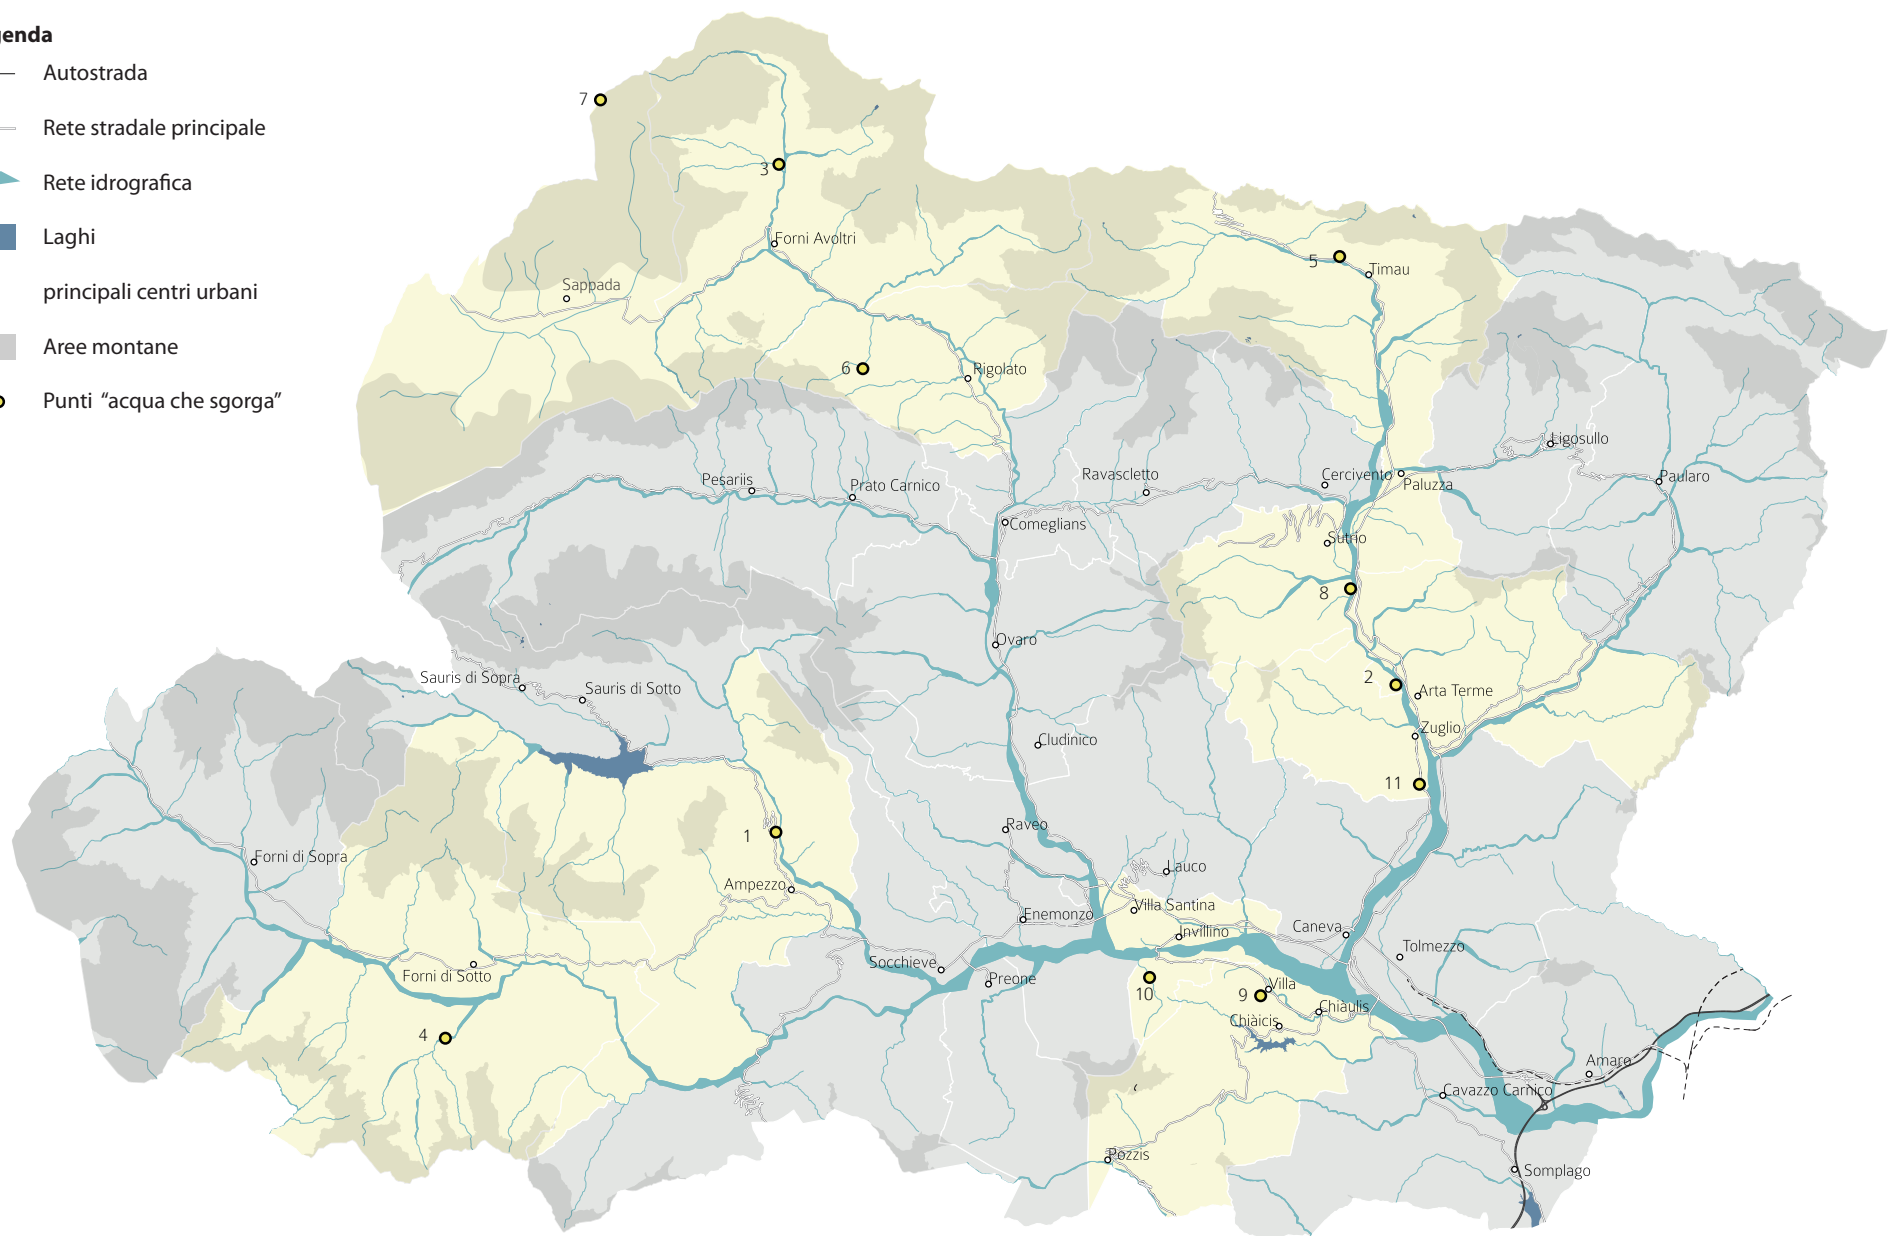 genda
Autostrada
Rete stradale principale
Rete idrografica
Laghi
principali centri urbani
Aree montane
Punti “acqua che sgorga”
7
3
Forni Avoltri
5
Timau
Sappada
6
Rigolato
Ligosullo
Pesariis
Prato Carnico
Ravascletto
Cercivento
Paluzza
Paularo
Comeglians
Sutrio
8
Ovaro
Sauris di Sopra
Sauris di Sotto
2
Arta Terme
Cludinico
Zuglio
11
1
Raveo
Forni di Sopra
Ampezzo
Lauco
Enemonzo
Villa Santina
Invillino
Caneva
Tolmezzo
Forni di Sotto
Socchieve
Preone
10
9
Villa
Chiàulis
Chiàicis
4
Amaro
Cavazzo Carnico
Pozzis
Somplago